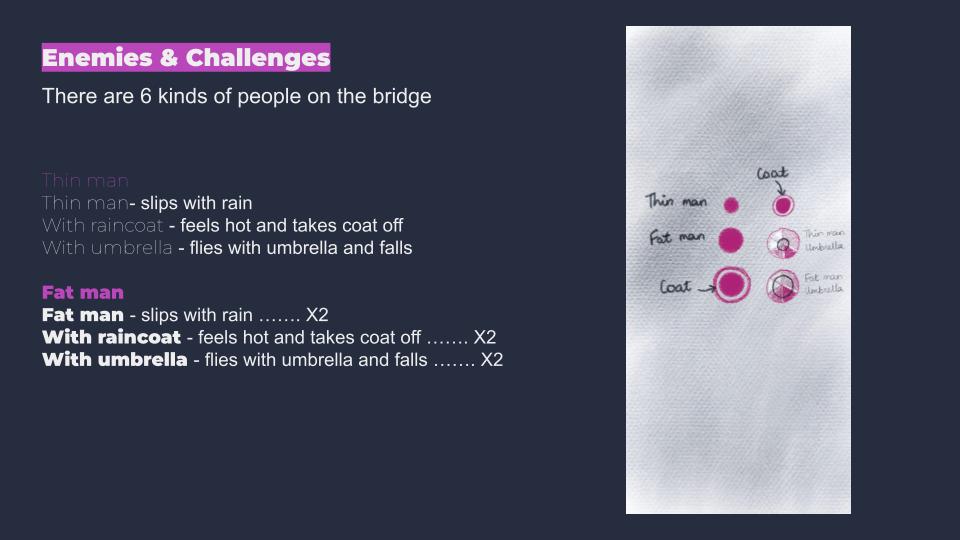 Enemies & Challenges
There are 6 kinds of people on the bridge
Thin man
Thin man- slips with rain
With raincoat - feels hot and takes coat off
With umbrella - flies with umbrella and falls
Fat man
Fat man - slips with rain ……. X2
With raincoat - feels hot and takes coat off ……. X2
With umbrella - flies with umbrella and falls ……. X2
Coat
Thin man
Fat man
Thin man
Umbrella
Coat
Fat man
Umbrella